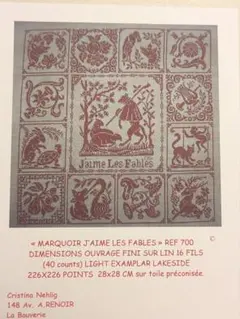 J'aime Les Fables
©
« MARQUOIR J'AIME LES FABLES » REF 700
DIMENSIONS OUVRAGE FINI SUR LIN 16 FILS
(40 counts) LIGHT EXAMPLAR LAKESIDE
226X226 POINTS 28x28 CM sur toile préconisée.
Cristina Nehlig
148 Av. A.RENOIR
La Bouverie